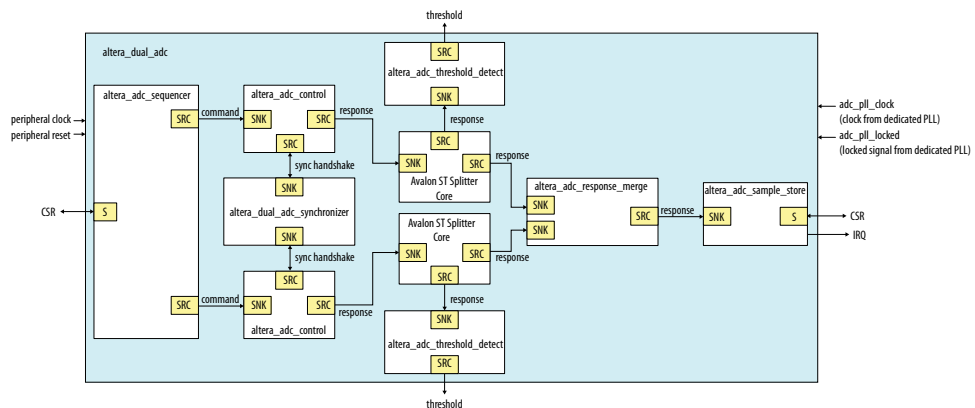 threshold
altera_dual_adc
SRC
altera_adc_threshold_detect
SNK
altera_adc_sequencer
altera_adc_control
SRC
command
SNK
SRC
response
SRC
sync handshake
response
SRC
SNK
SRC
response
Avalon ST Splitter
Core
peripheral clock
peripheral reset
adc_pll_clock
(clock from dedicated PLL)
adc_pll_locked
(locked signal from dedicated PLL)
SNK
altera_dual_adc_synchronizer
SNK
sync handshake
CSR
S
altera_adc_response_merge
SNK
SNK
SRC
response
altera_adc_sample_store
SNK
S
CSR
IRQ
Avalon ST Splitter
Core
SNK
SRC
response
SRC
response
SRC
command
SRC
SNK
SRC
response
altera_adc_control
SNK
altera_adc_threshold_detect
SRC
threshold